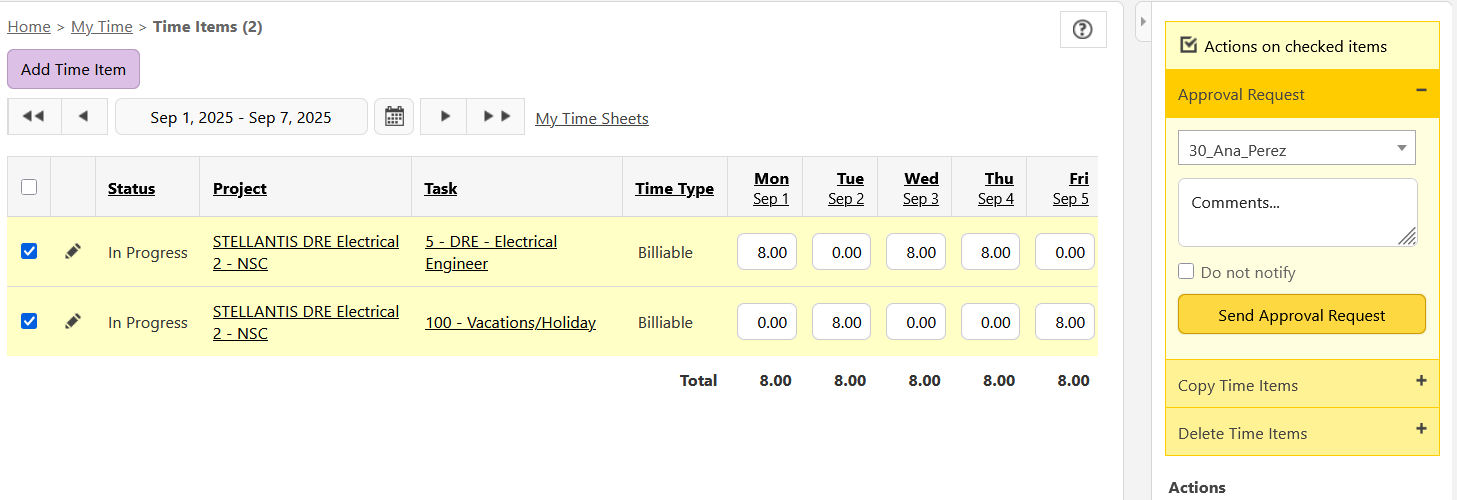 Home > My Time > Time Items (2)
?
Add Time Item
Sep 1, 2025 - Sep 7, 2025
My Time Sheets
Status Project Task Time Type Mon Tue Wed Thu Fri
Sep 1 Sep 2 Sep 3 Sep 4 Sep 5
In Progress STELLANTIS DRE Electrical 5 - DRE - Electrical Billiable 8.00 0.00 8.00 8.00 0.00
2 - NSC Engineer
In Progress STELLANTIS DRE Electrical 100 - Vacations/Holiday Billiable 0.00 8.00 0.00 0.00 8.00
2 - NSC
Total 8.00 8.00 8.00 8.00 8.00
Actions on checked items
Approval Request −
30_Ana_Perez
Comments...
Do not notify
Send Approval Request
Copy Time Items +
Delete Time Items +
Actions